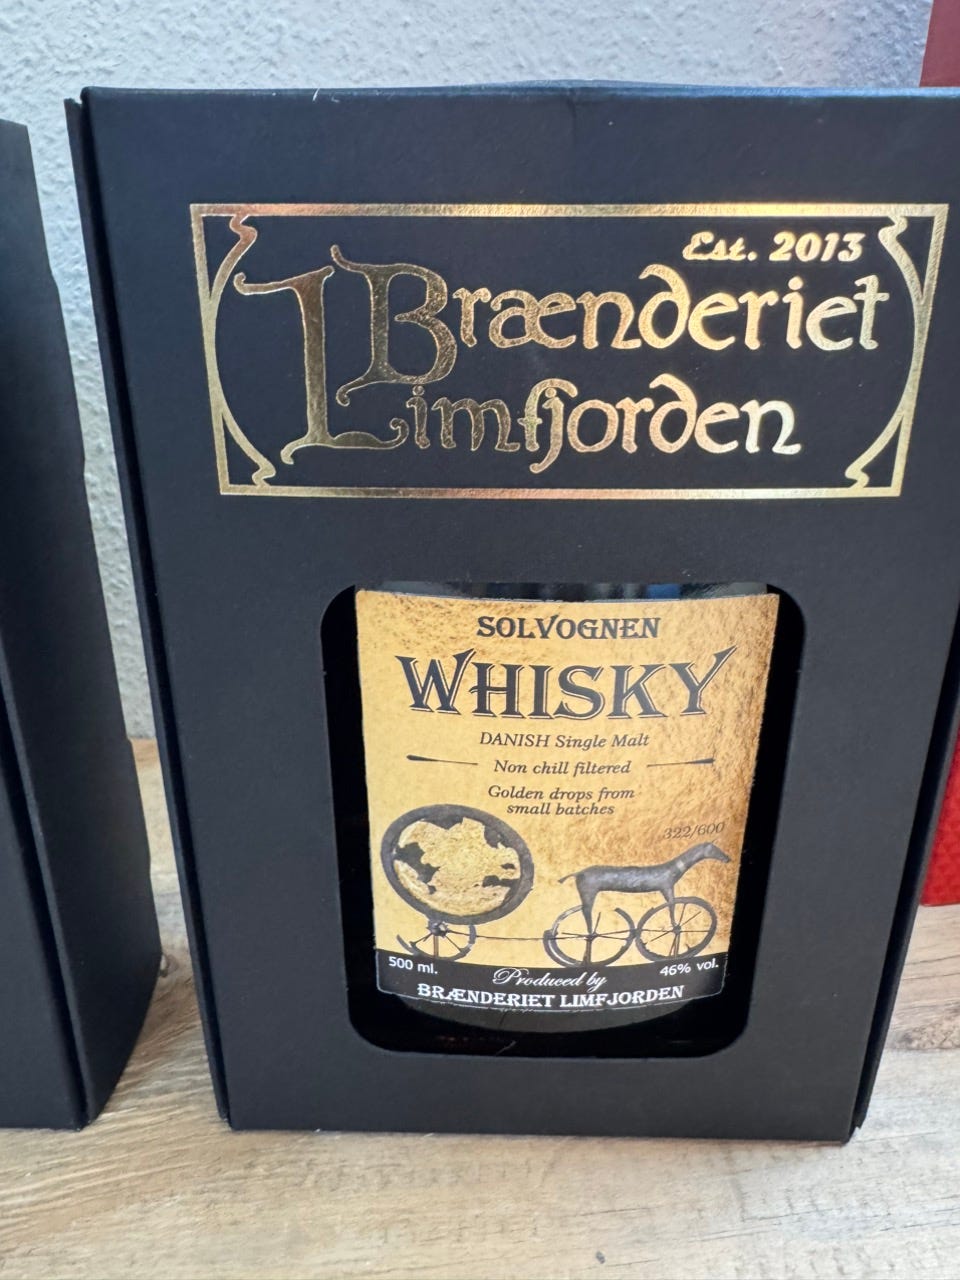 Est. 2013
Brænderiet
Limfjorden
SOLVOGNEN
WHISKY
DANISH Single Malt
Non chill filtered
Golden drops from
small batches
322/600
500 ml.
46% vol.
Produced by
BRÆNDERIET LIMFJORDEN